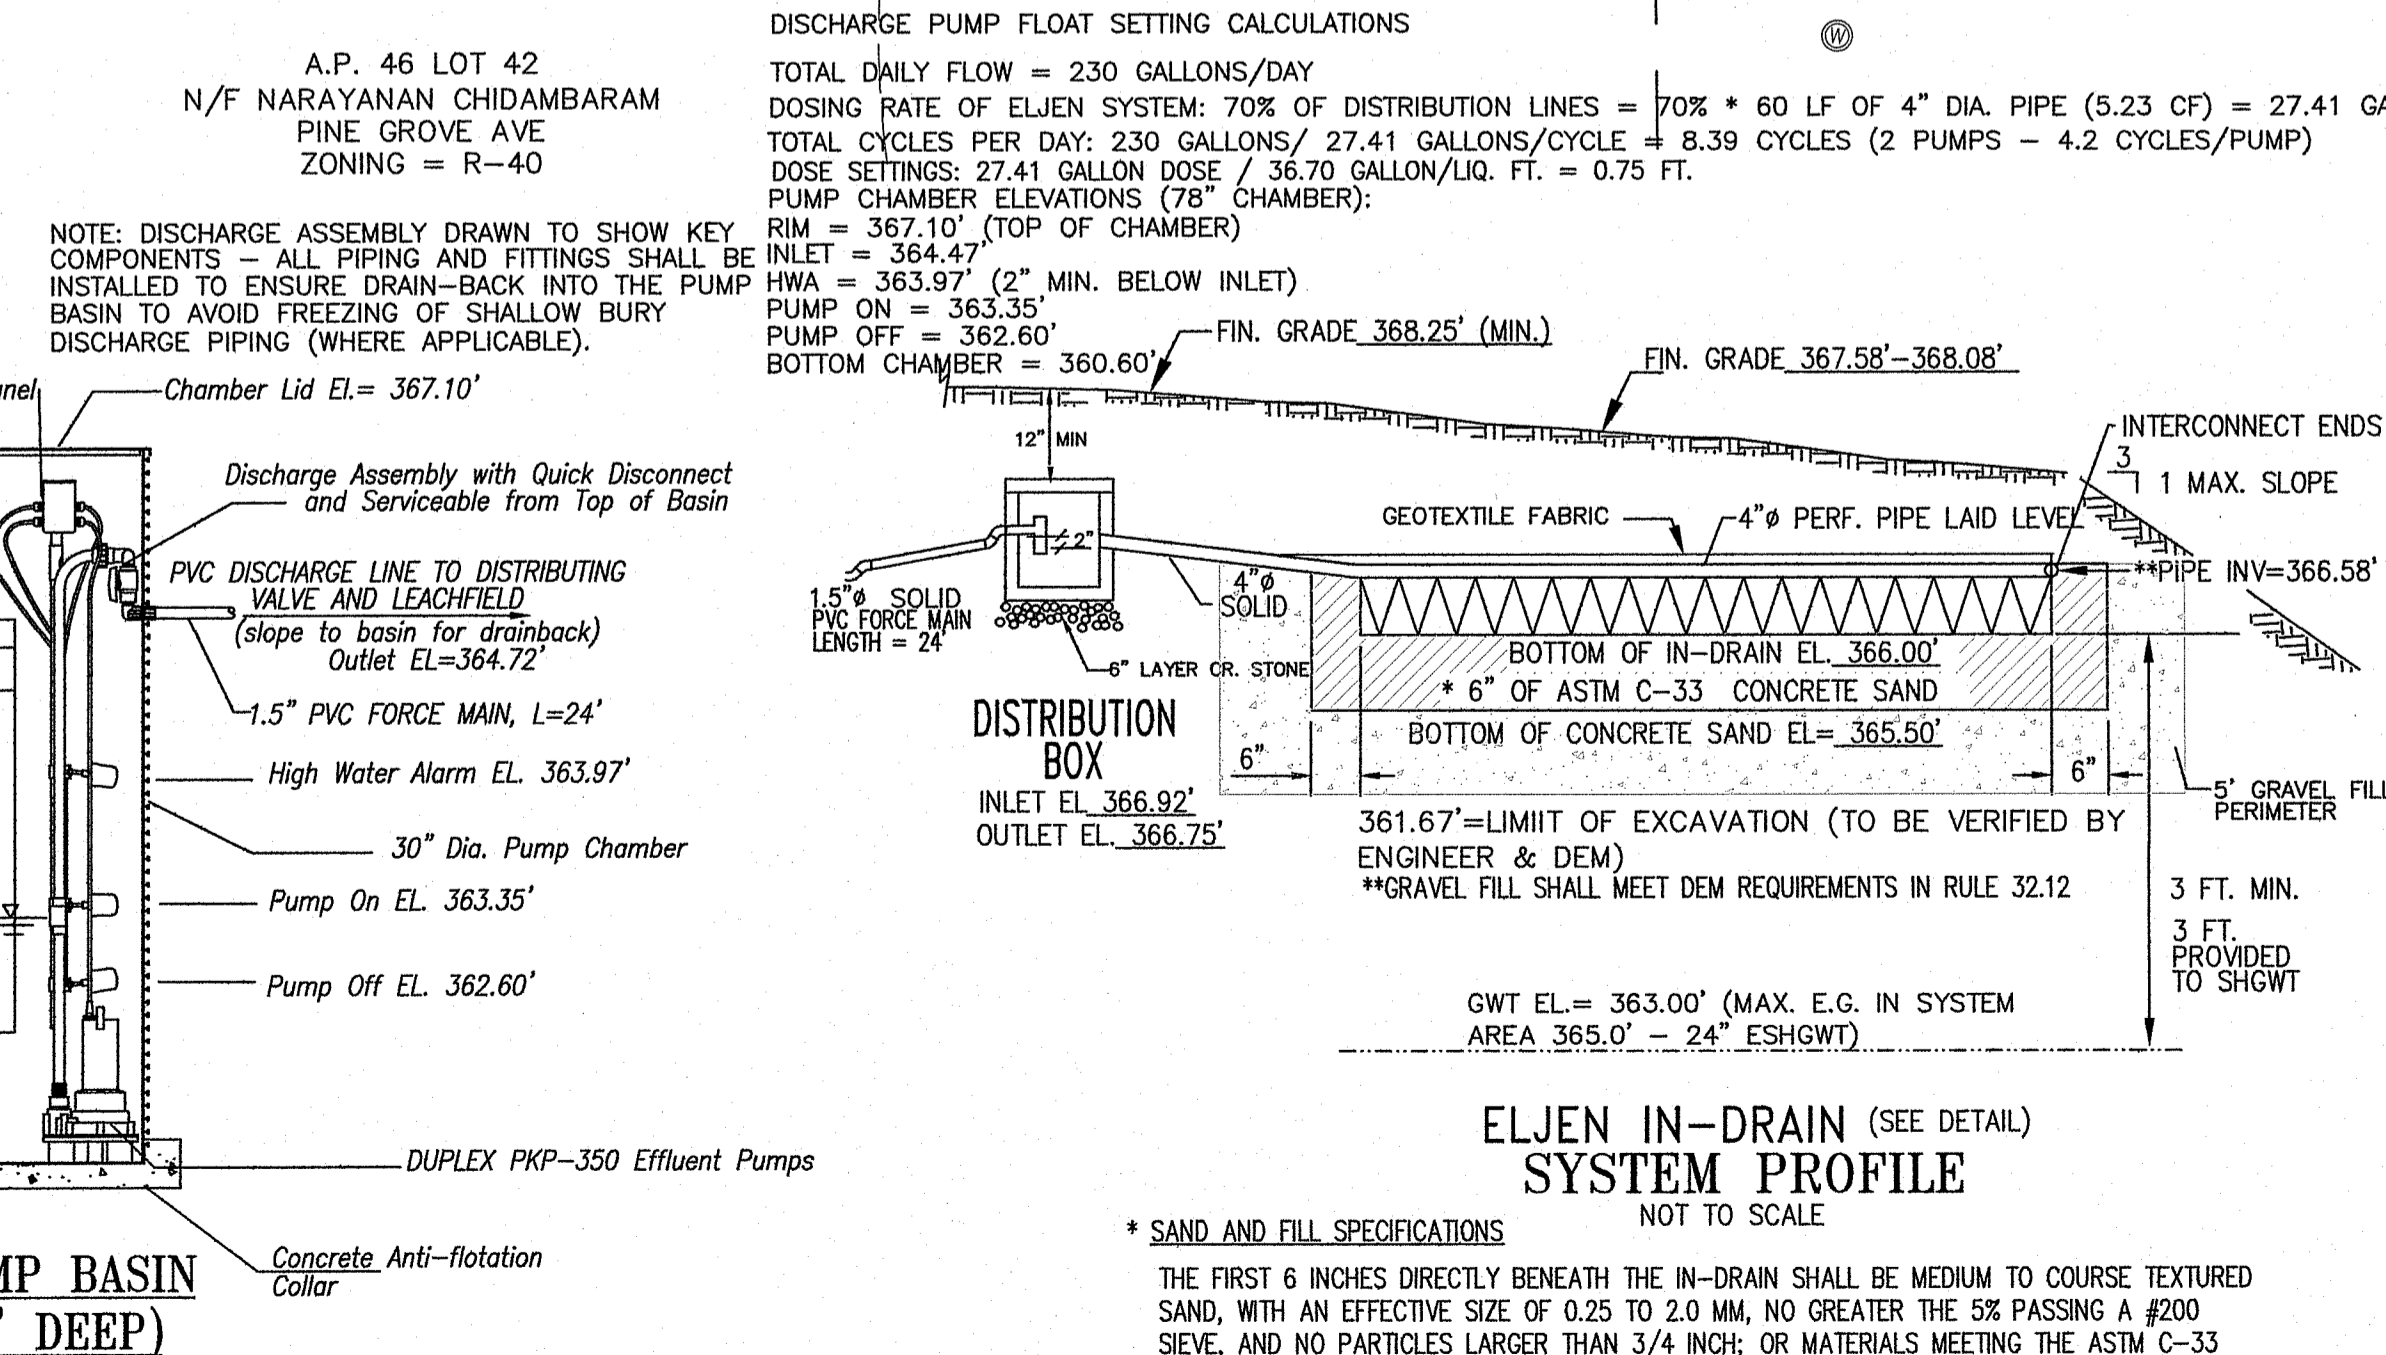 A.P. 46 LOT 42
N/F NARAYANAN CHIDAMBARAM
PINE GROVE AVE
ZONING = R-40
DISCHARGE PUMP FLOAT SETTING CALCULATIONS
TOTAL DAILY FLOW = 230 GALLONS/DAY
DOSING RATE OF ELJEN SYSTEM: 70% OF DISTRIBUTION LINES = 70% * 60 LF OF 4" DIA. PIPE (5.23 CF) = 27.41 GA
TOTAL CYCLES PER DAY: 230 GALLONS/ 27.41 GALLONS/CYCLE = 8.39 CYCLES (2 PUMPS - 4.2 CYCLES/PUMP)
DOSE SETTINGS: 27.41 GALLON DOSE / 36.70 GALLON/LIQ. FT. = 0.75 FT.
PUMP CHAMBER ELEVATIONS (78" CHAMBER):
RIM = 367.10' (TOP OF CHAMBER)
INLET = 364.47'
HWA = 363.97' (2" MIN. BELOW INLET)
PUMP ON = 363.35'
PUMP OFF = 362.60'
BOTTOM CHAMBER = 360.60'
W
NOTE: DISCHARGE ASSEMBLY DRAWN TO SHOW KEY
COMPONENTS - ALL PIPING AND FITTINGS SHALL BE
INSTALLED TO ENSURE DRAIN-BACK INTO THE PUMP
BASIN TO AVOID FREEZING OF SHALLOW BURY
DISCHARGE PIPING (WHERE APPLICABLE).
nel
Chamber Lid El.= 367.10'
Discharge Assembly with Quick Disconnect
and Serviceable from Top of Basin
PVC DISCHARGE LINE TO DISTRIBUTING
VALVE AND LEACHFIELD
(slope to basin for drainback)
Outlet EL=364.72'
1.5" PVC FORCE MAIN, L=24'
High Water Alarm EL. 363.97'
30" Dia. Pump Chamber
Pump On EL. 363.35'
Pump Off EL. 362.60'
DUPLEX PKP-350 Effluent Pumps
Concrete Anti-flotation
Collar
MP BASIN
' DEEP)
FIN. GRADE 368.25' (MIN.)
FIN. GRADE 367.58'-368.08'
12" MIN
INTERCONNECT ENDS
3
1 MAX. SLOPE
GEOTEXTILE FABRIC
4"ø PERF. PIPE LAID LEVEL
2"
**PIPE INV=366.58'
1.5"ø SOLID
PVC FORCE MAIN
LENGTH = 24'
4"ø
SOLID
6" LAYER CR. STONE
BOTTOM OF IN-DRAIN EL. 366.00'
* 6" OF ASTM C-33 CONCRETE SAND
BOTTOM OF CONCRETE SAND EL= 365.50'
DISTRIBUTION
BOX
INLET EL 366.92'
OUTLET EL. 366.75'
6"
6"
5' GRAVEL FILL
PERIMETER
361.67'=LIMIIT OF EXCAVATION (TO BE VERIFIED BY
ENGINEER & DEM)
**GRAVEL FILL SHALL MEET DEM REQUIREMENTS IN RULE 32.12
3 FT. MIN.
3 FT.
PROVIDED
TO SHGWT
GWT EL.= 363.00' (MAX. E.G. IN SYSTEM
AREA 365.0' - 24" ESHGWT)
ELJEN IN-DRAIN (SEE DETAIL)
SYSTEM PROFILE
NOT TO SCALE
* SAND AND FILL SPECIFICATIONS
THE FIRST 6 INCHES DIRECTLY BENEATH THE IN-DRAIN SHALL BE MEDIUM TO COURSE TEXTURED
SAND, WITH AN EFFECTIVE SIZE OF 0.25 TO 2.0 MM, NO GREATER THE 5% PASSING A #200
SIEVE, AND NO PARTICLES LARGER THAN 3/4 INCH; OR MATERIALS MEETING THE ASTM C-33